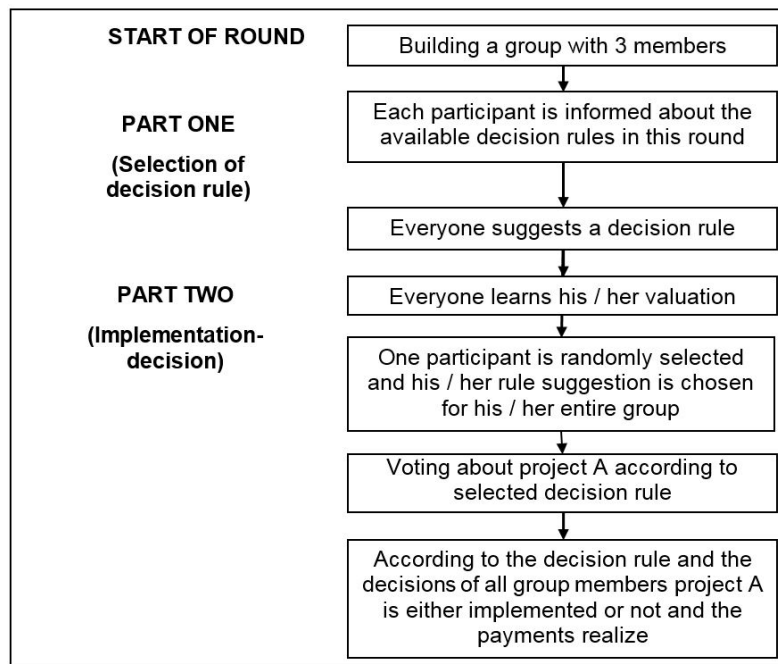 START OF ROUND
Building a group with 3 members
PART ONE
(Selection of
decision rule)
Each participant is informed about the
available decision rules in this round
Everyone suggests a decision rule
PART TWO
(Implementation-
decision)
Everyone learns his / her valuation
One participant is randomly selected
and his / her rule suggestion is chosen
for his / her entire group
Voting about project A according to
selected decision rule
According to the decision rule and the
decisions of all group members project A
is either implemented or not and the
payments realize